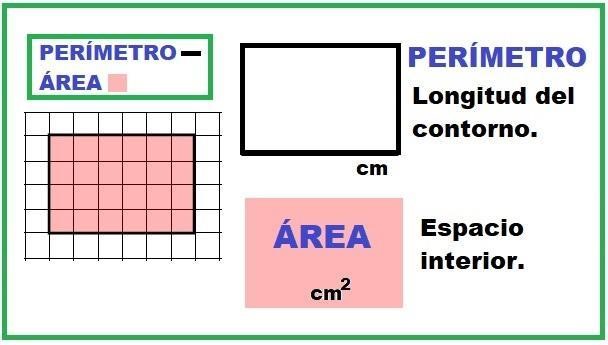 PERÍMETRO
ÁREA
PERÍMETRO
Longitud del
contorno.
cm
ÁREA
cm²
Espacio
interior.